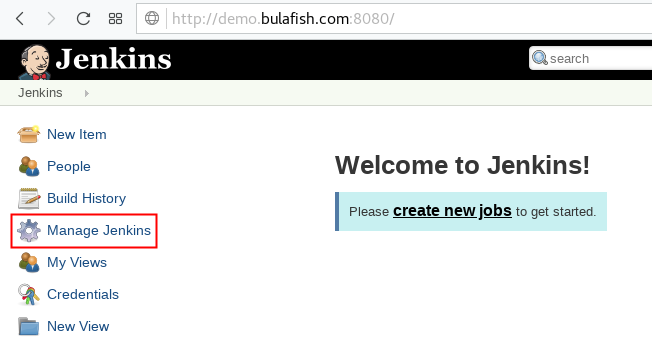 http://demo.bulafish.com:8080/
Jenkins
search
Jenkins
New Item
People
Build History
Manage Jenkins
My Views
Credentials
New View
Welcome to Jenkins!
Please create new jobs to get started.